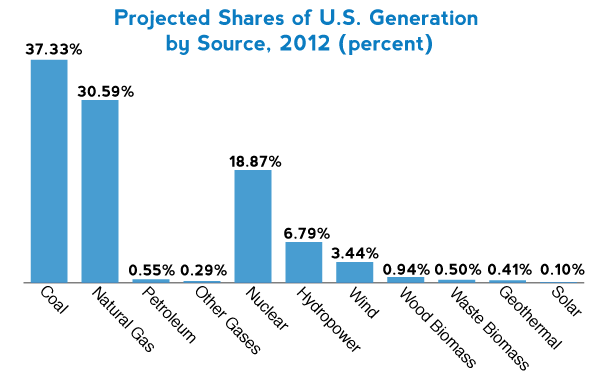 Projected Shares of U.S. Generation
by Source, 2012 (percent)
37.33%
30.59%
0.55%
0.29%
18.87%
6.79%
3.44%
0.94%
0.50%
0.41%
0.10%
Coal
Natural Gas
Petroleum
Other Gases
Nuclear
Hydropower
Wind
Wood Biomass
Waste Biomass
Geothermal
Solar